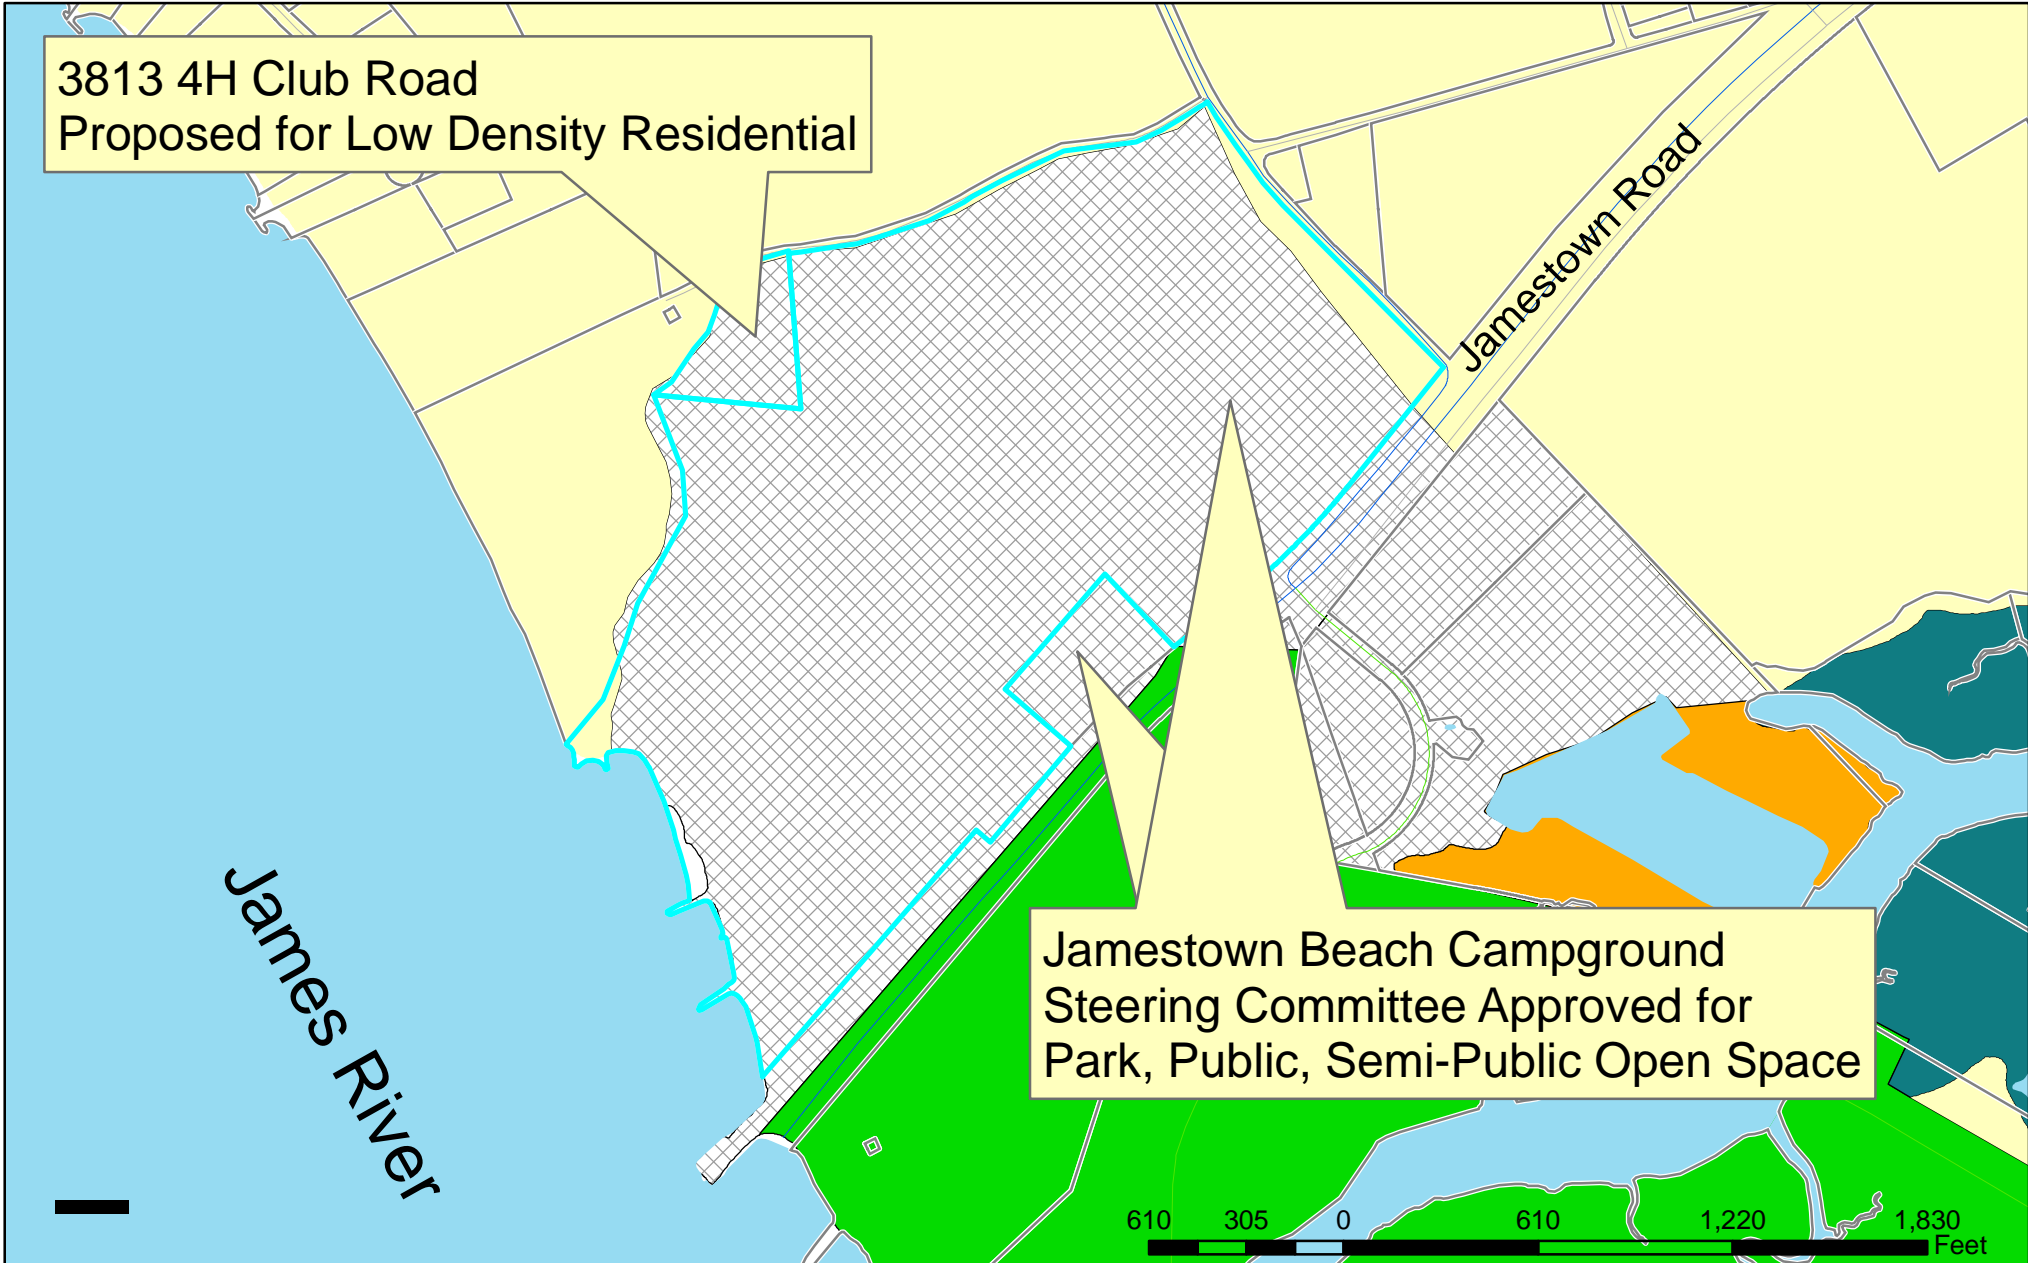 3813 4H Club Road
Proposed for Low Density Residential
Jamestown Road
James River
Jamestown Beach Campground
Steering Committee Approved for
Park, Public, Semi-Public Open Space
610 305 0 610 1,220 1,830
Feet